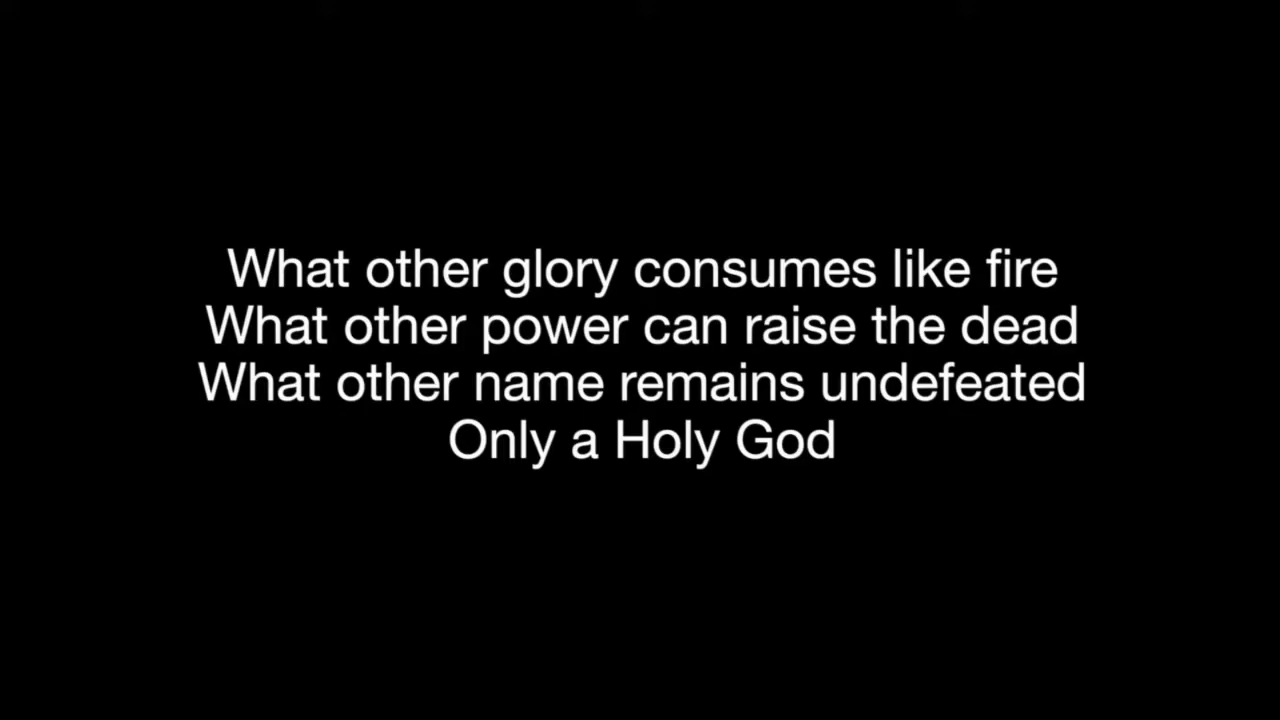 What other glory consumes like fire
What other power can raise the dead
What other name remains undefeated
Only a Holy God